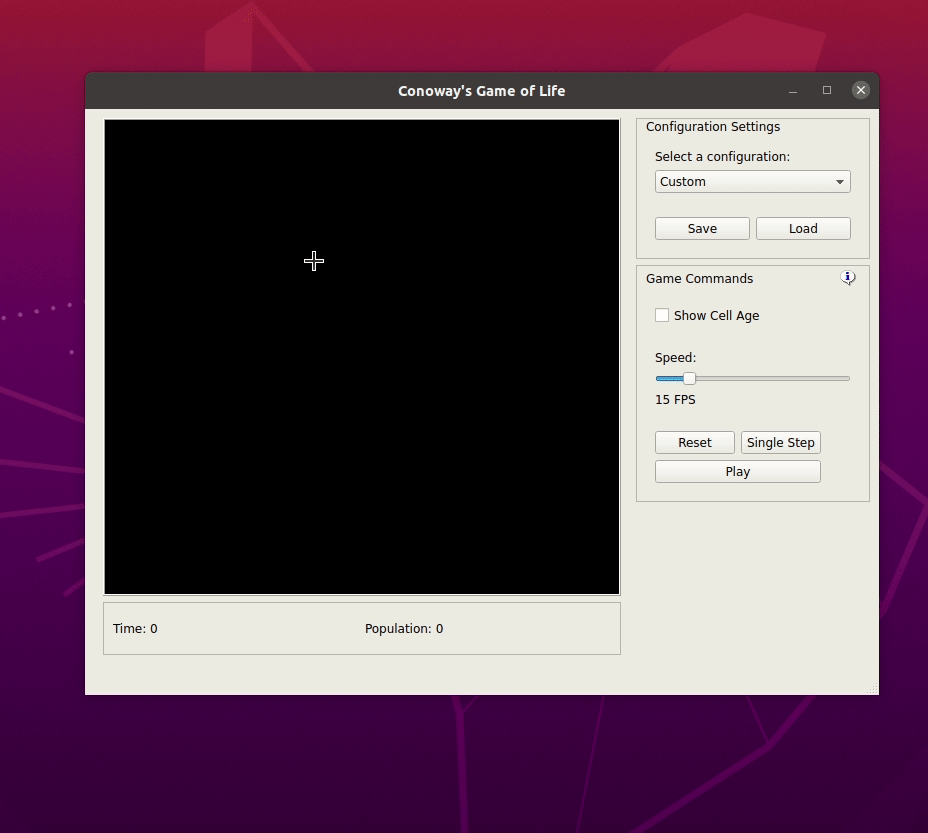 Conoway's Game of Life
Configuration Settings
Select a configuration:
Custom
Save Load
Game Commands
Show Cell Age
Speed:
15 FPS
Reset Single Step
Play
Time: 0 Population: 0